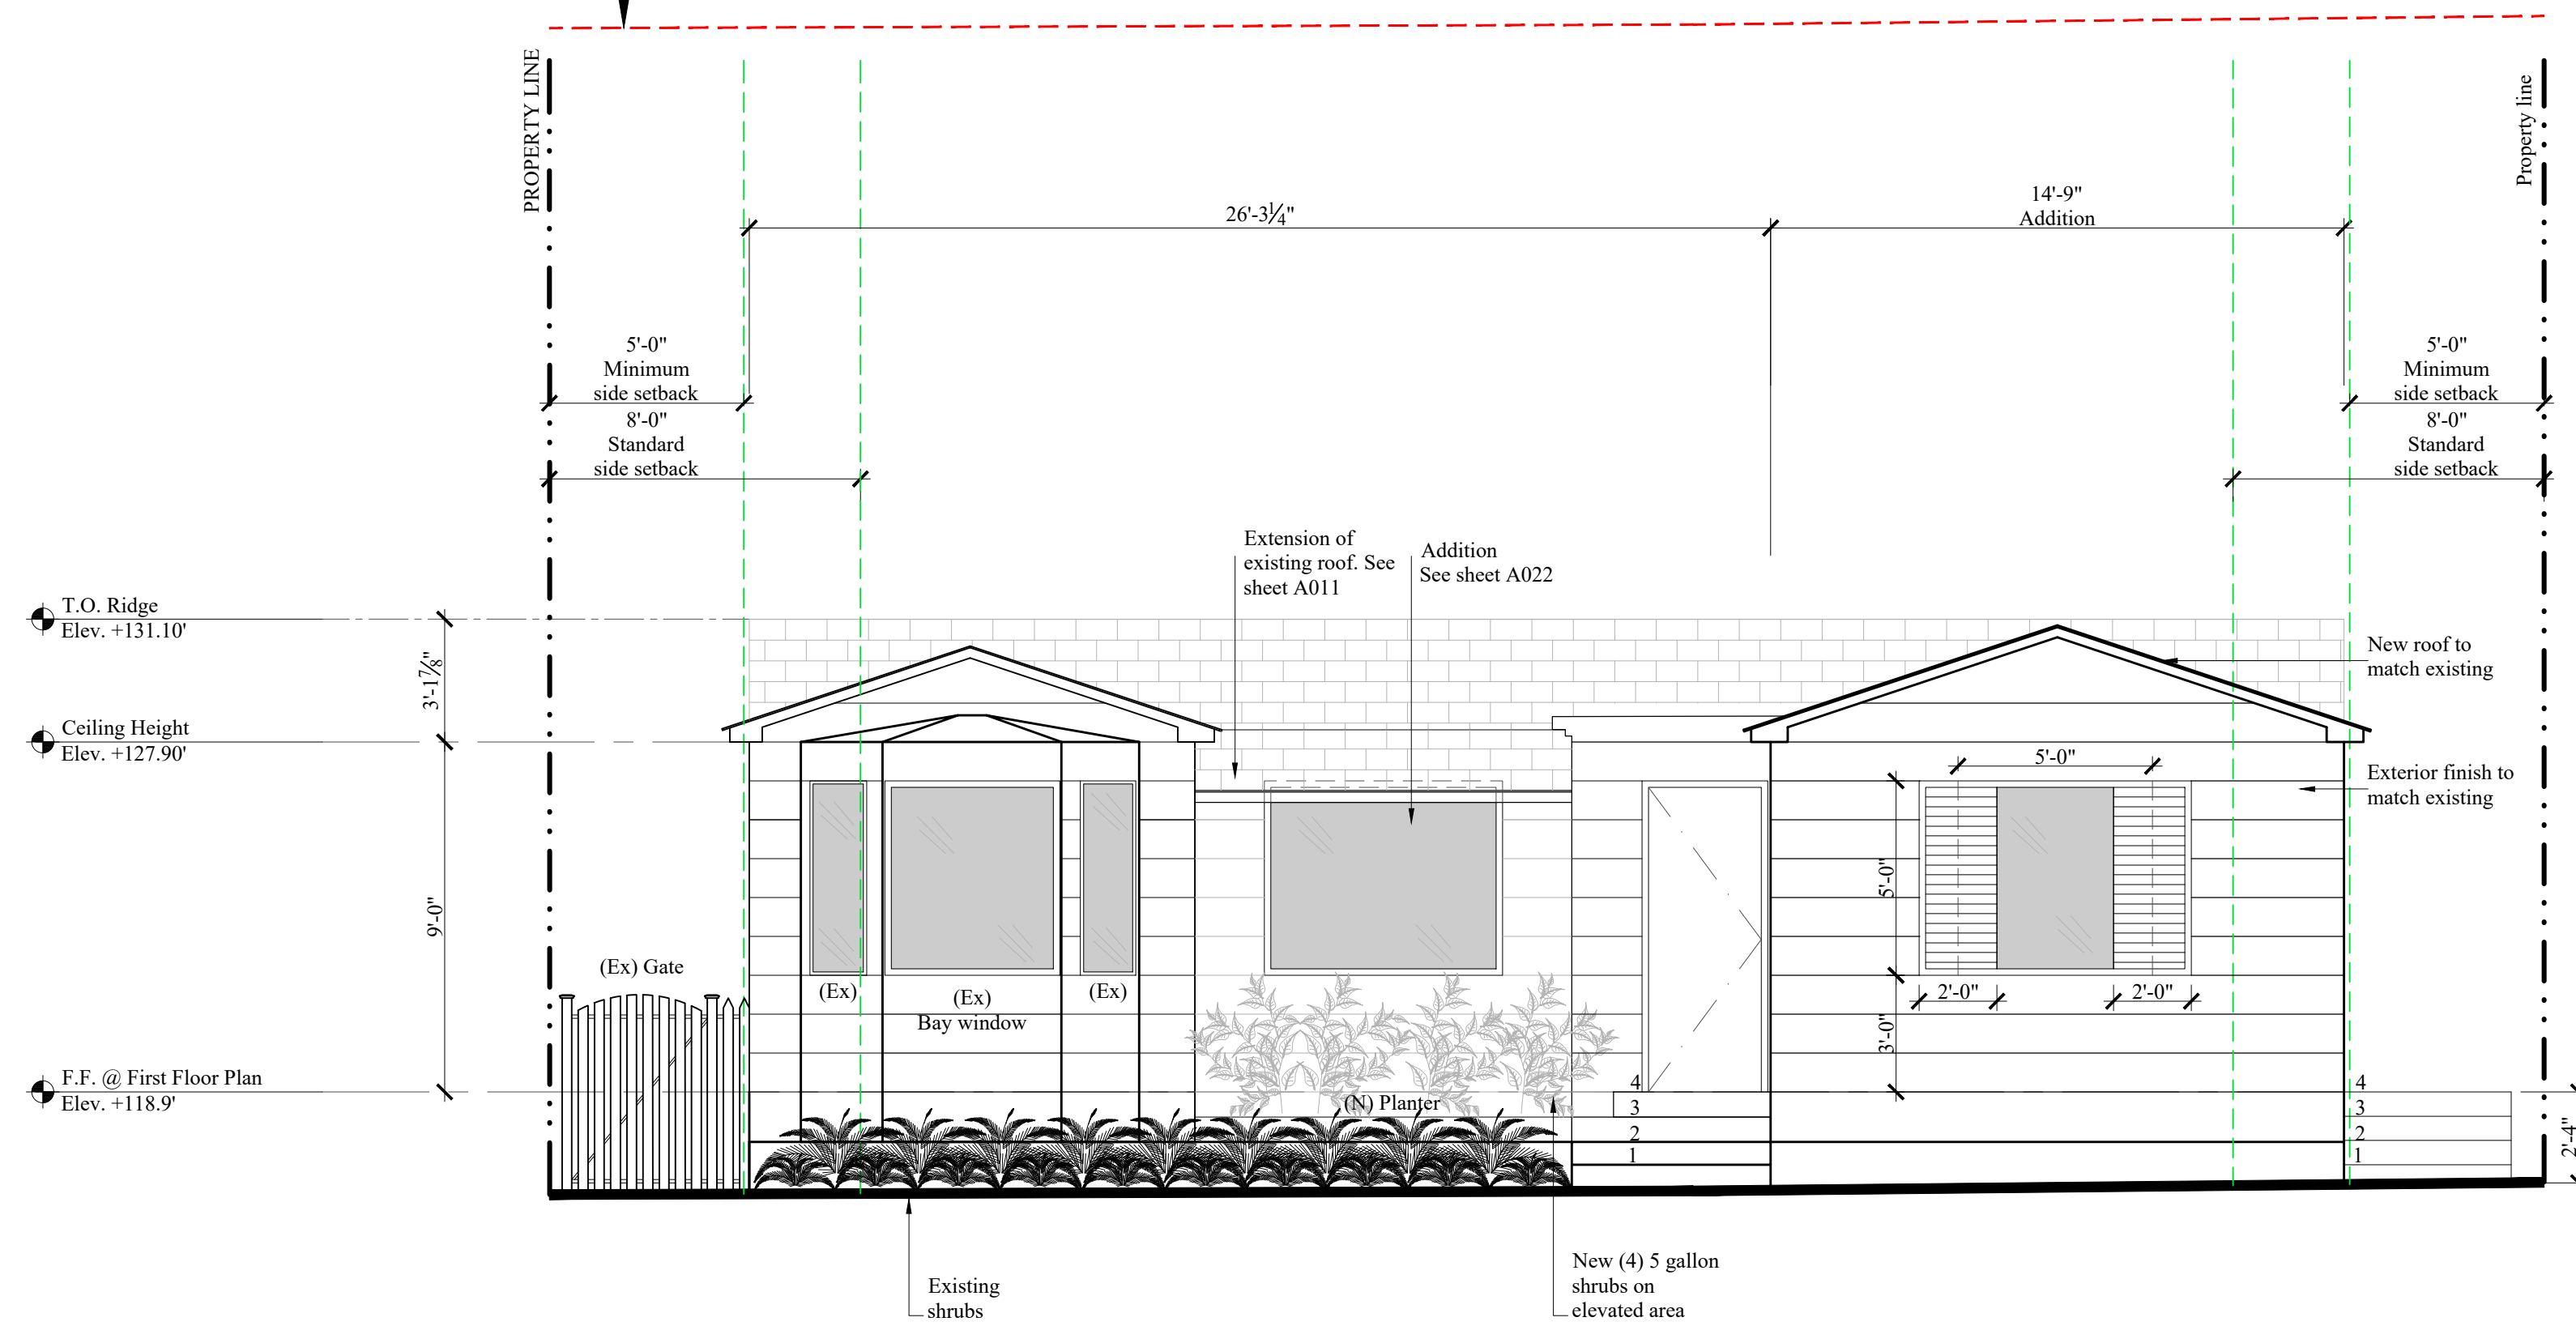 PROPERTY LINE
Property line
26'-3 1/4"
14'-9"
Addition
5'-0"
Minimum
side setback
8'-0"
Standard
side setback
5'-0"
Minimum
side setback
8'-0"
Standard
side setback
Extension of
existing roof. See
sheet A011
Addition
See sheet A022
T.O. Ridge
Elev. +131.10'
3'-1 7/8"
Ceiling Height
Elev. +127.90'
New roof to
match existing
Exterior finish to
match existing
5'-0"
5'-0"
9'-0"
(Ex) Gate
(Ex)
(Ex)
Bay window
(Ex)
2'-0"
2'-0"
3'-0"
F.F. @ First Floor Plan
Elev. +118.9'
(N) Planter
4
3
2
1
4
3
2
1
2'-4"
Existing
shrubs
New (4) 5 gallon
shrubs on
elevated area